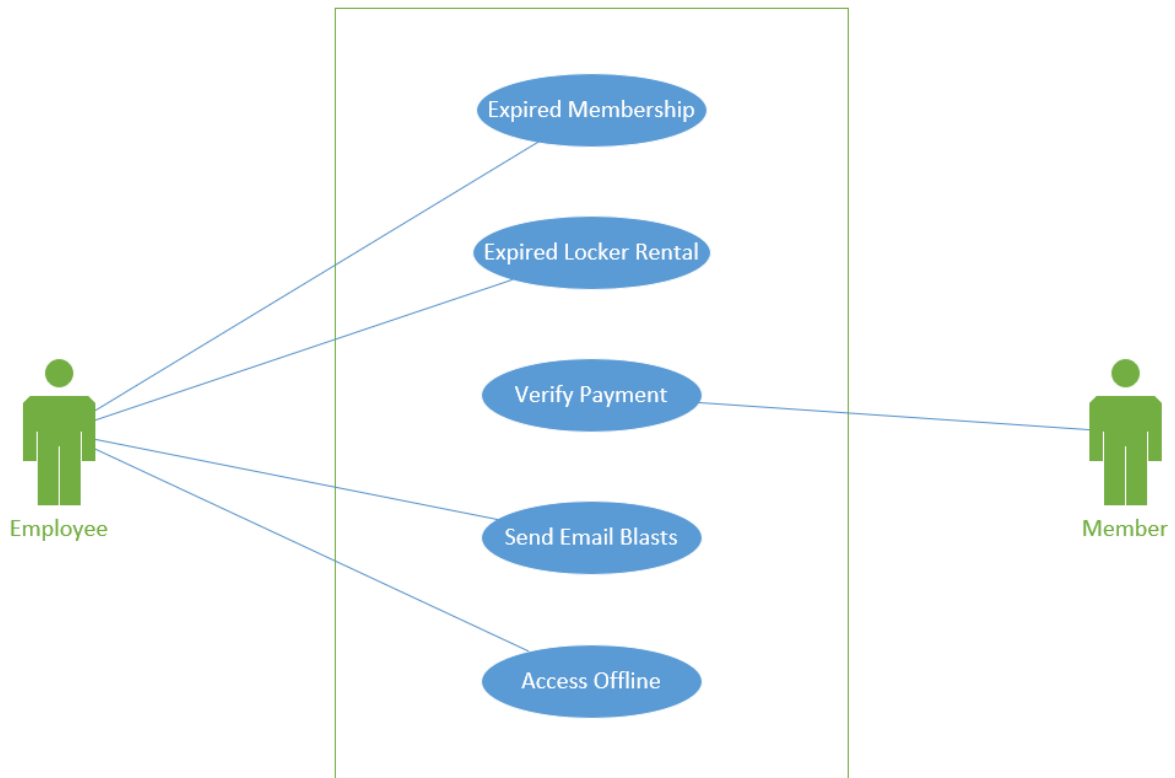 Expired Membership
Expired Locker Rental
Verify Payment
Employee
Member
Send Email Blasts
Access Offline